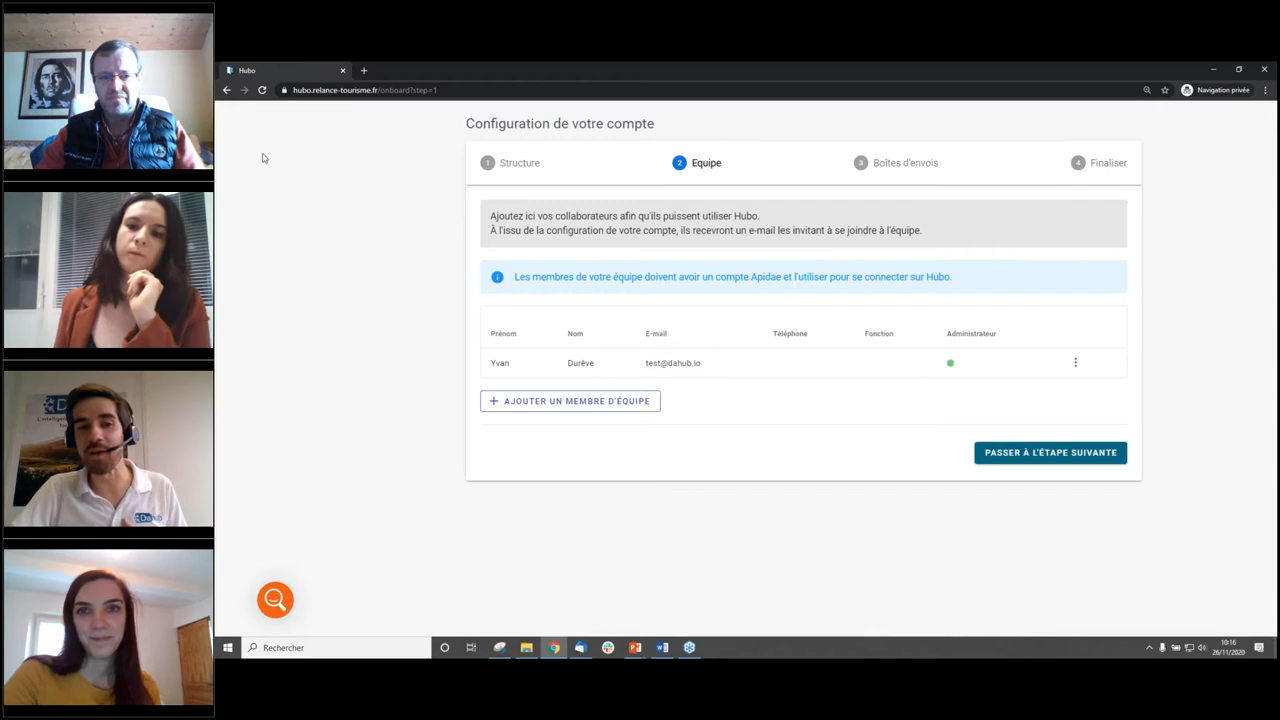 Hubo
hubo.relance-tourisme.fr/onboard?step=1
Navigation privée
Configuration de votre compte
1 Structure
2 Equipe
3 Boîtes d'envois
4 Finaliser
Ajoutez ici vos collaborateurs afin qu'ils puissent utiliser Hubo.
À l'issu de la configuration de votre compte, ils recevront un e-mail les invitant à se joindre à l'équipe.
Les membres de votre équipe doivent avoir un compte Apidae et l'utiliser pour se connecter sur Hubo.
Prénom Nom E-mail Téléphone Fonction Administrateur
Yvan Durêve test@dahub.io
+ AJOUTER UN MEMBRE D'ÉQUIPE
PASSER À L'ÉTAPE SUIVANTE
Rechercher
10:16
26/11/2020